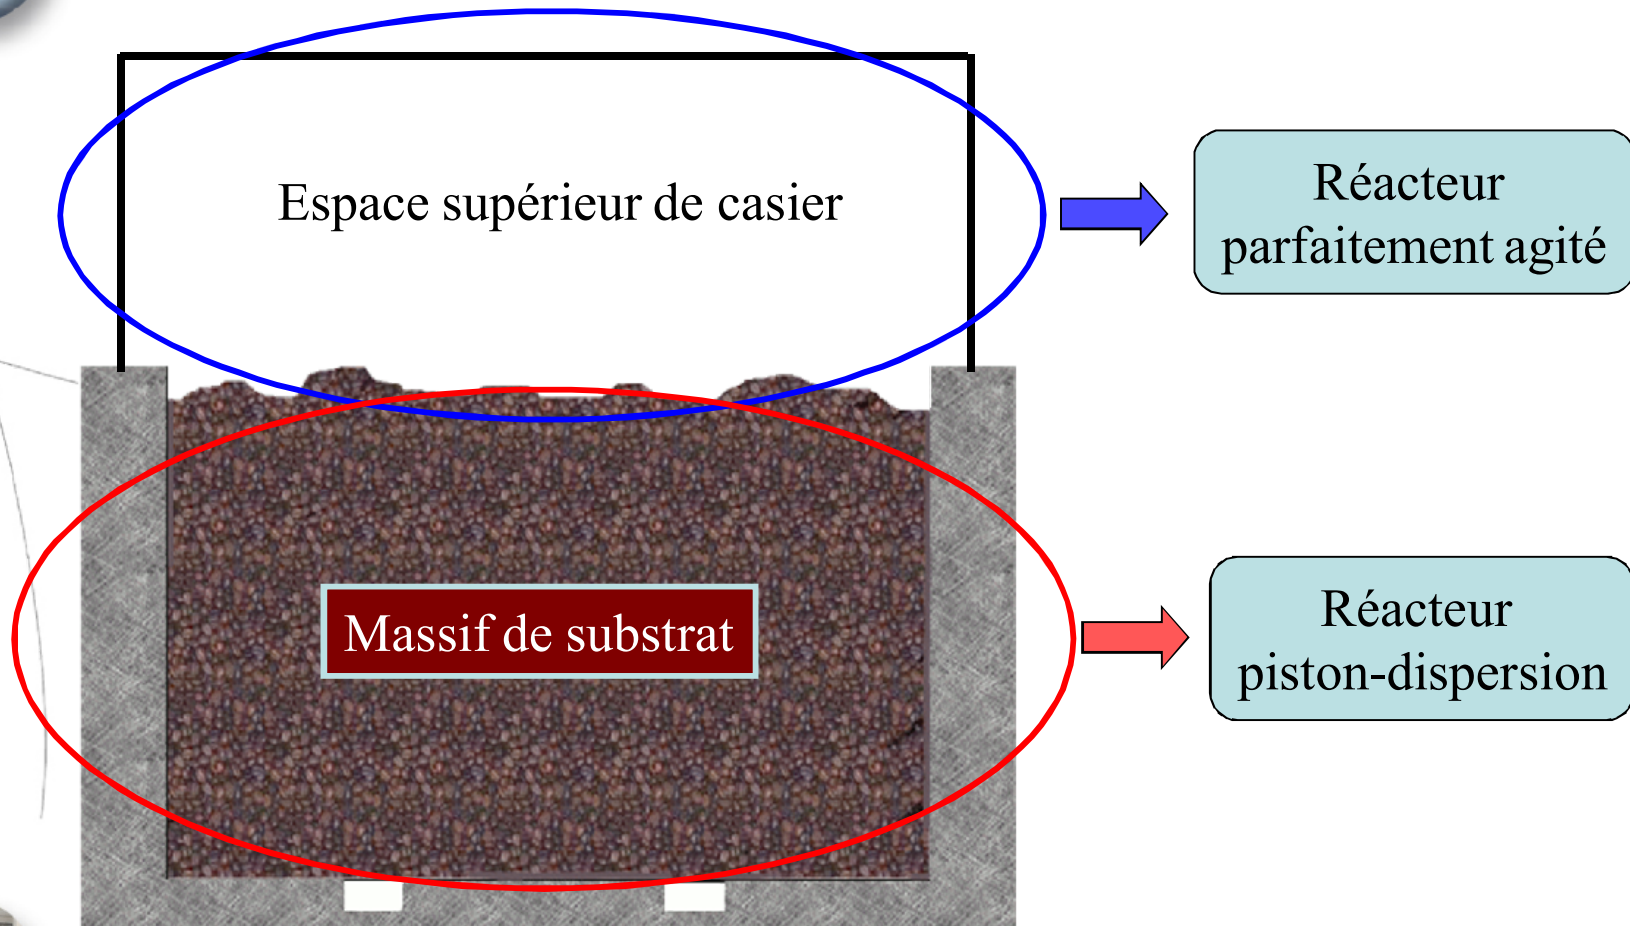 Espace supérieur de casier
Réacteur
parfaitement agité
Massif de substrat
Réacteur
piston-dispersion